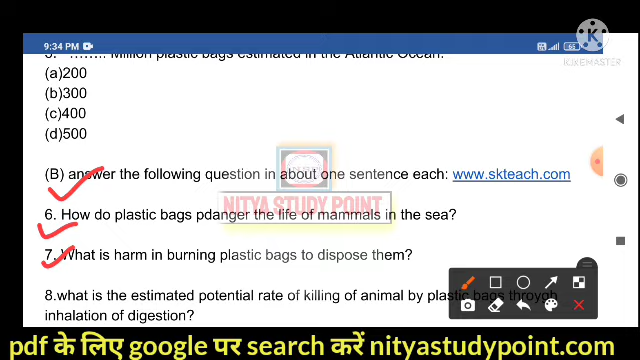 9:34 PM
KINEMASTER
5. ........ Million plastic bags estimated in the Atlantic Ocean.
(a)200
(b)300
(c)400
(d)500
(B) answer the following question in about one sentence each: www.skteach.com
NITYA STUDY POINT
6. How do plastic bags pdanger the life of mammals in the sea?
7. What is harm in burning plastic bags to dispose them?
8.what is the estimated potential rate of killing of animal by plastic bags throygh
inhalation of digestion?
pdf के लिए google पर search करें nityastudypoint.com